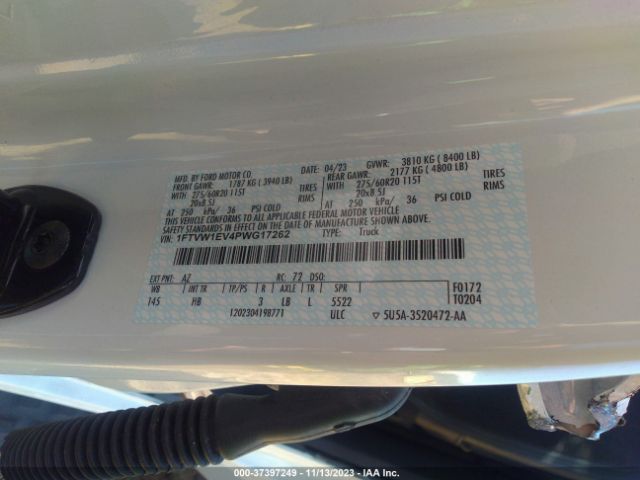 MFD. BY FORD MOTOR CO.
DATE: 04/23 GVWR: 3810 KG ( 8400 LB)
FRONT GAWR: 1787 KG ( 3940 LB)
REAR GAWR: 2177 KG ( 4800 LB)
WITH 275/60R20 115T TIRES
WITH 275/60R20 115T TIRES
20x8.5J RIMS
20x8.5J RIMS
AT 250 kPa/ 36 PSI COLD
AT 250 kPa/ 36 PSI COLD
THIS VEHICLE CONFORMS TO ALL APPLICABLE FEDERAL MOTOR VEHICLE
SAFETY STANDARDS IN EFFECT ON THE DATE OF MANUFACTURE SHOWN ABOVE.
VIN: 1FTVW1EV4PWG17262 TYPE: Truck
EXT PNT: AZ RC: 72 DSO:
WB INT TR TP/PS R AXLE TR SPR F0172
145 HB 3 LB L 5522 T0204
1202304198771 ULC ▽ 5U5A-3520472-AA
000-37397249 - 11/13/2023 - IAA Inc.